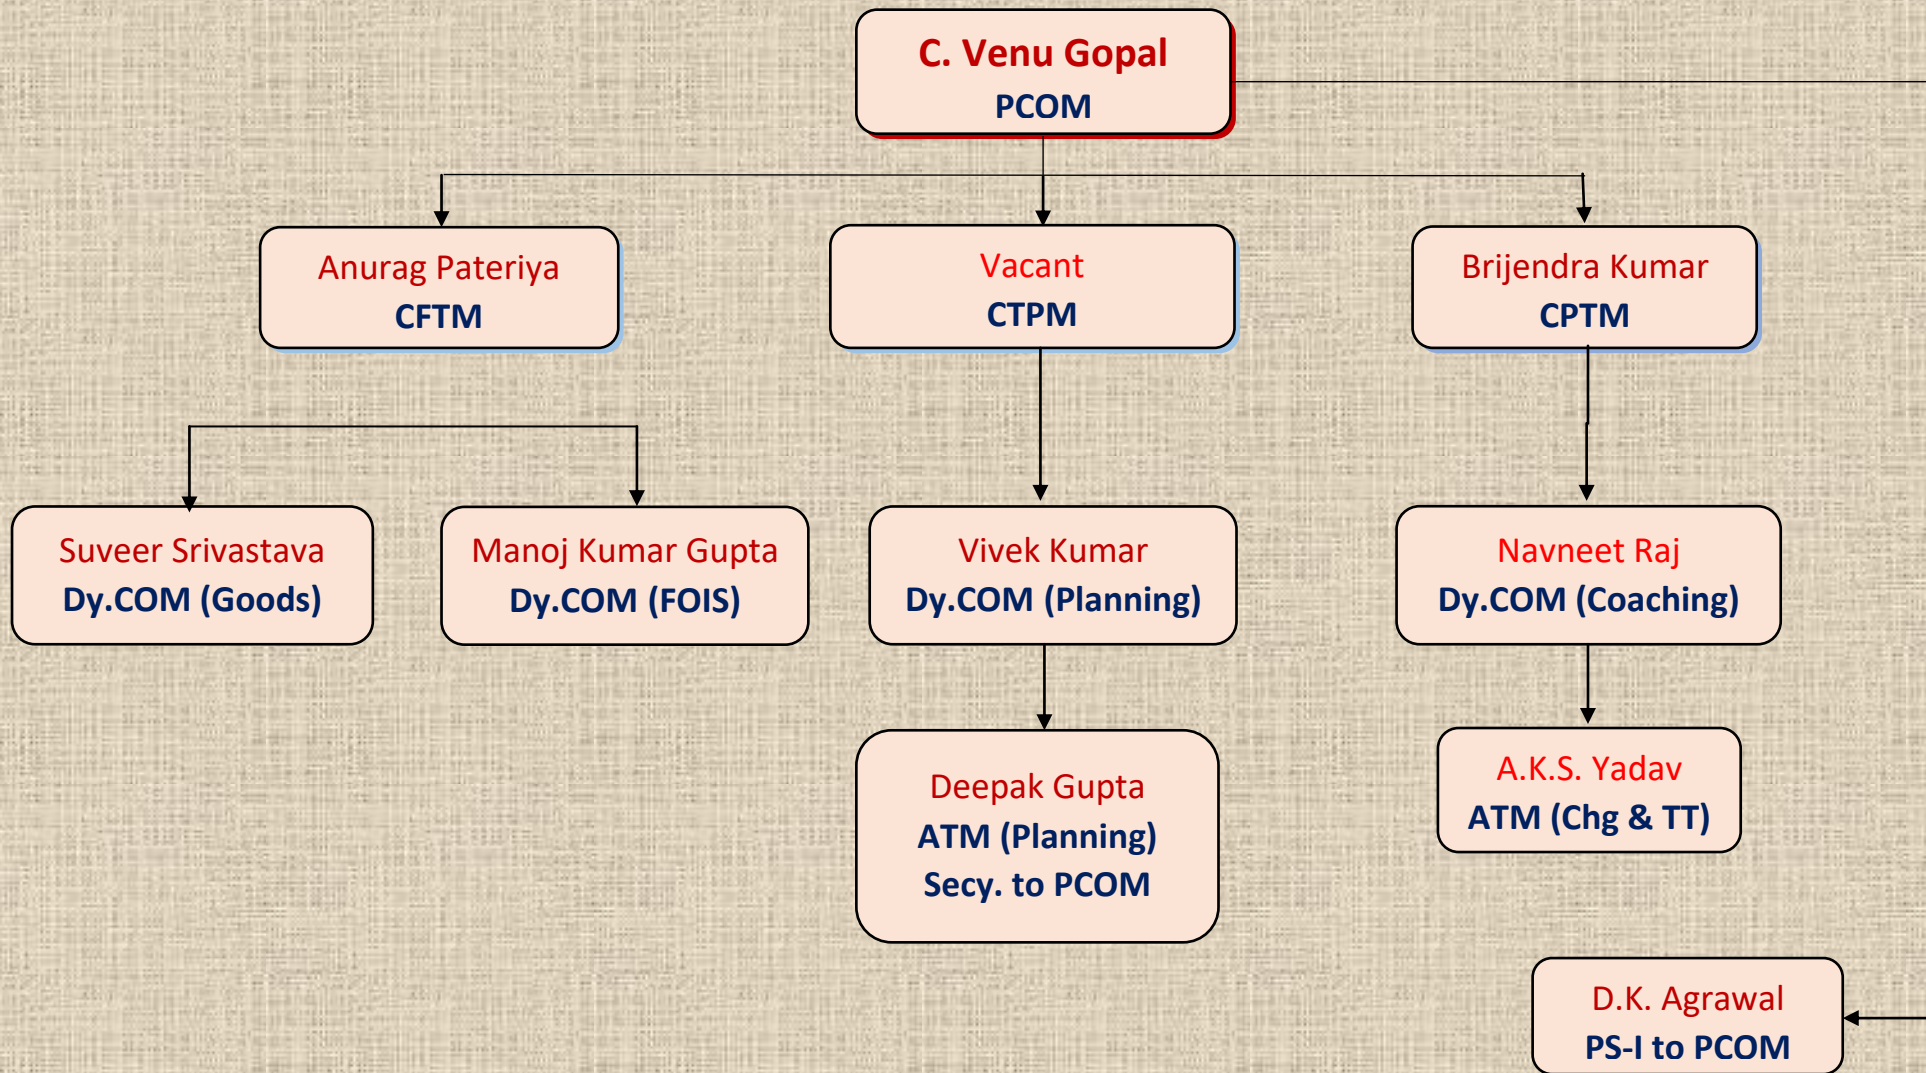 C. Venu Gopal
PCOM
Anurag Pateriya
CFTM
Vacant
CTPM
Brijendra Kumar
CPTM
Suveer Srivastava
Dy.COM (Goods)
Manoj Kumar Gupta
Dy.COM (FOIS)
Vivek Kumar
Dy.COM (Planning)
Navneet Raj
Dy.COM (Coaching)
Deepak Gupta
ATM (Planning)
Secy. to PCOM
A.K.S. Yadav
ATM (Chg & TT)
D.K. Agrawal
PS-I to PCOM